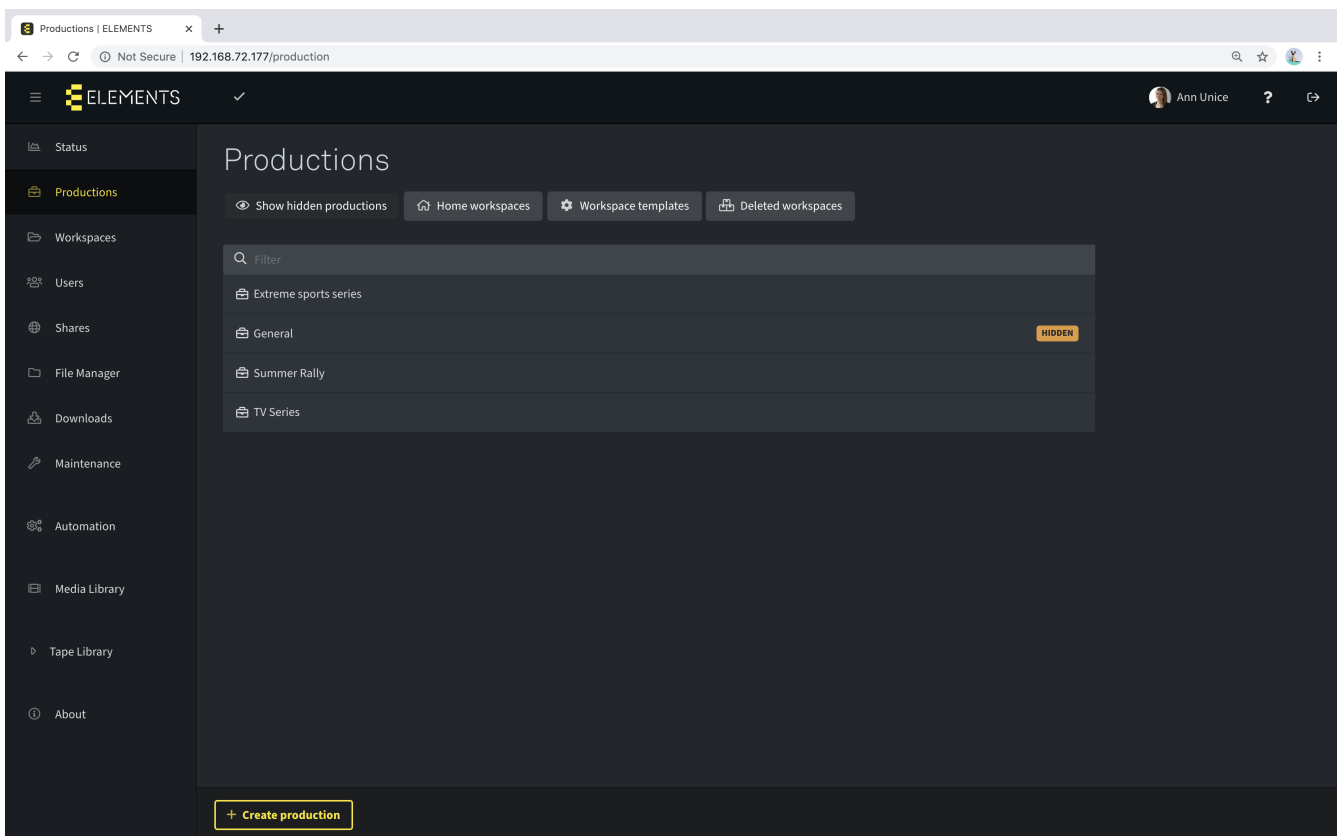 Productions | ELEMENTS
Not Secure | 192.168.72.177/production
ELEMENTS
Ann Unice
?
Status
Productions
Workspaces
Users
Shares
File Manager
Downloads
Maintenance
Automation
Media Library
Tape Library
About
Productions
Show hidden productions
Home workspaces
Workspace templates
Deleted workspaces
Filter
Extreme sports series
General
HIDDEN
Summer Rally
TV Series
+ Create production